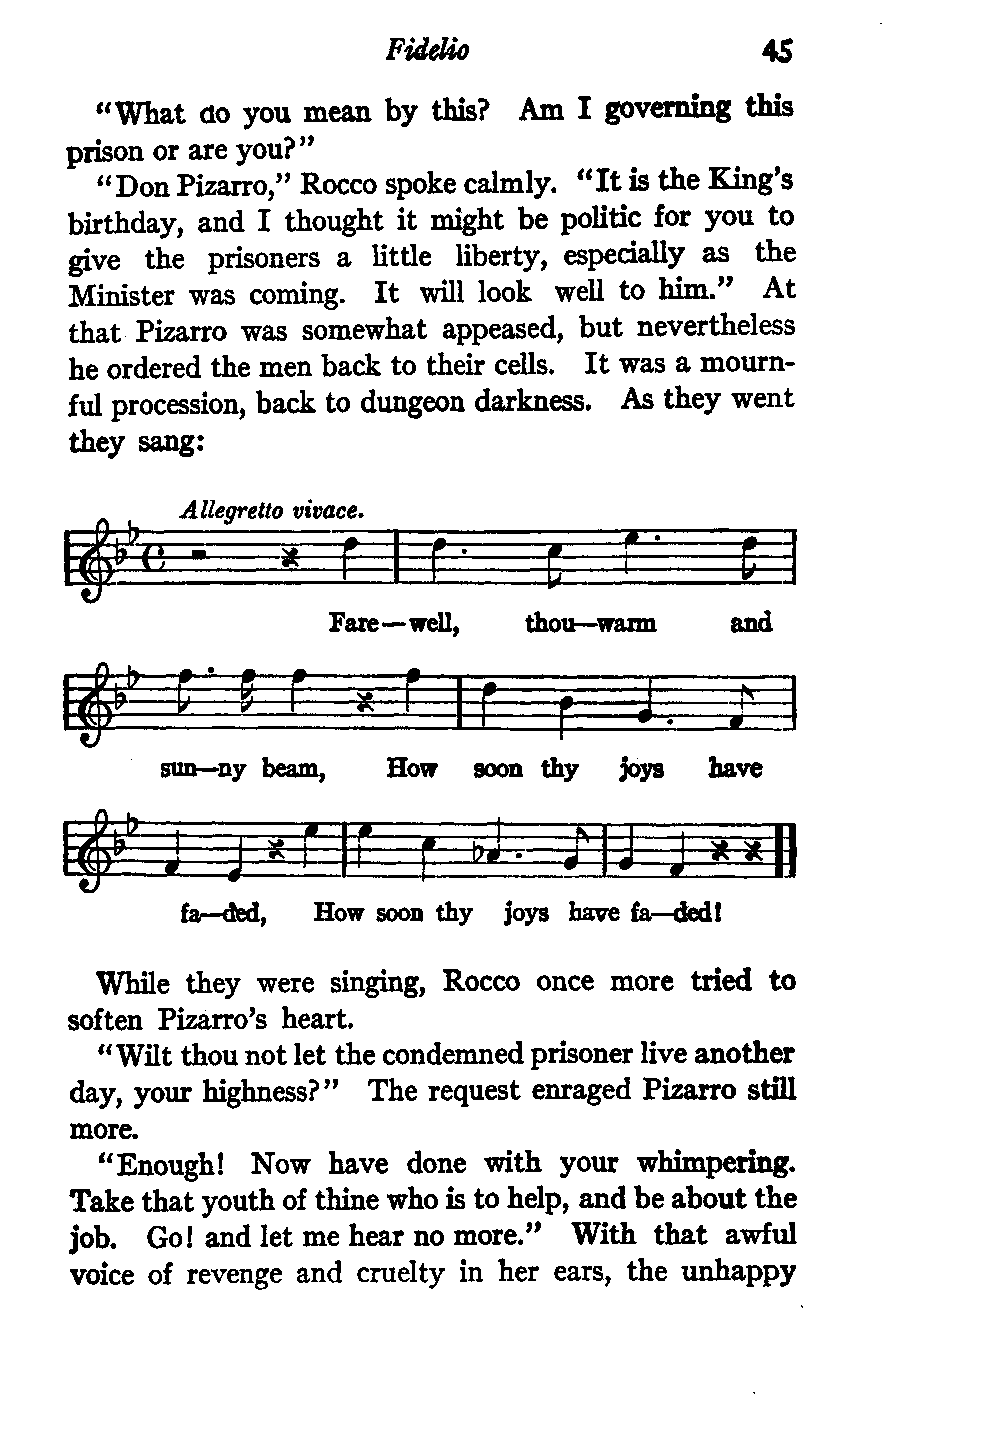 Fidelio 45
“What do you mean by this? Am I governing this
prison or are you?”
“Don Pizarro,” Rocco spoke calmly. “It is the King’s
birthday, and I thought it might be politic for you to
give the prisoners a little liberty, especially as the
Minister was coming. It will look well to him.” At
that Pizarro was somewhat appeased, but nevertheless
he ordered the men back to their cells. It was a mourn-
ful procession, back to dungeon darkness. As they went
they sang:
Allegretto vivace.
Fare—well, thou—warm and
sun—ny beam, How soon thy joys have
fa—ded, How soon thy joys have fa—ded!
While they were singing, Rocco once more tried to
soften Pizarro’s heart.
“Wilt thou not let the condemned prisoner live another
day, your highness?” The request enraged Pizarro still
more.
“Enough! Now have done with your whimpering.
Take that youth of thine who is to help, and be about the
job. Go! and let me hear no more.” With that awful
voice of revenge and cruelty in her ears, the unhappy